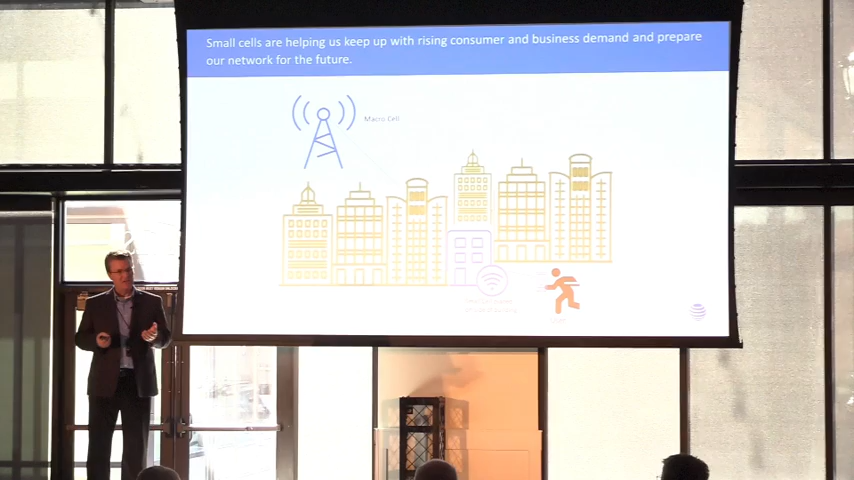 Small cells are helping us keep up with rising consumer and business demand and prepare
our network for the future.
Macro Cell